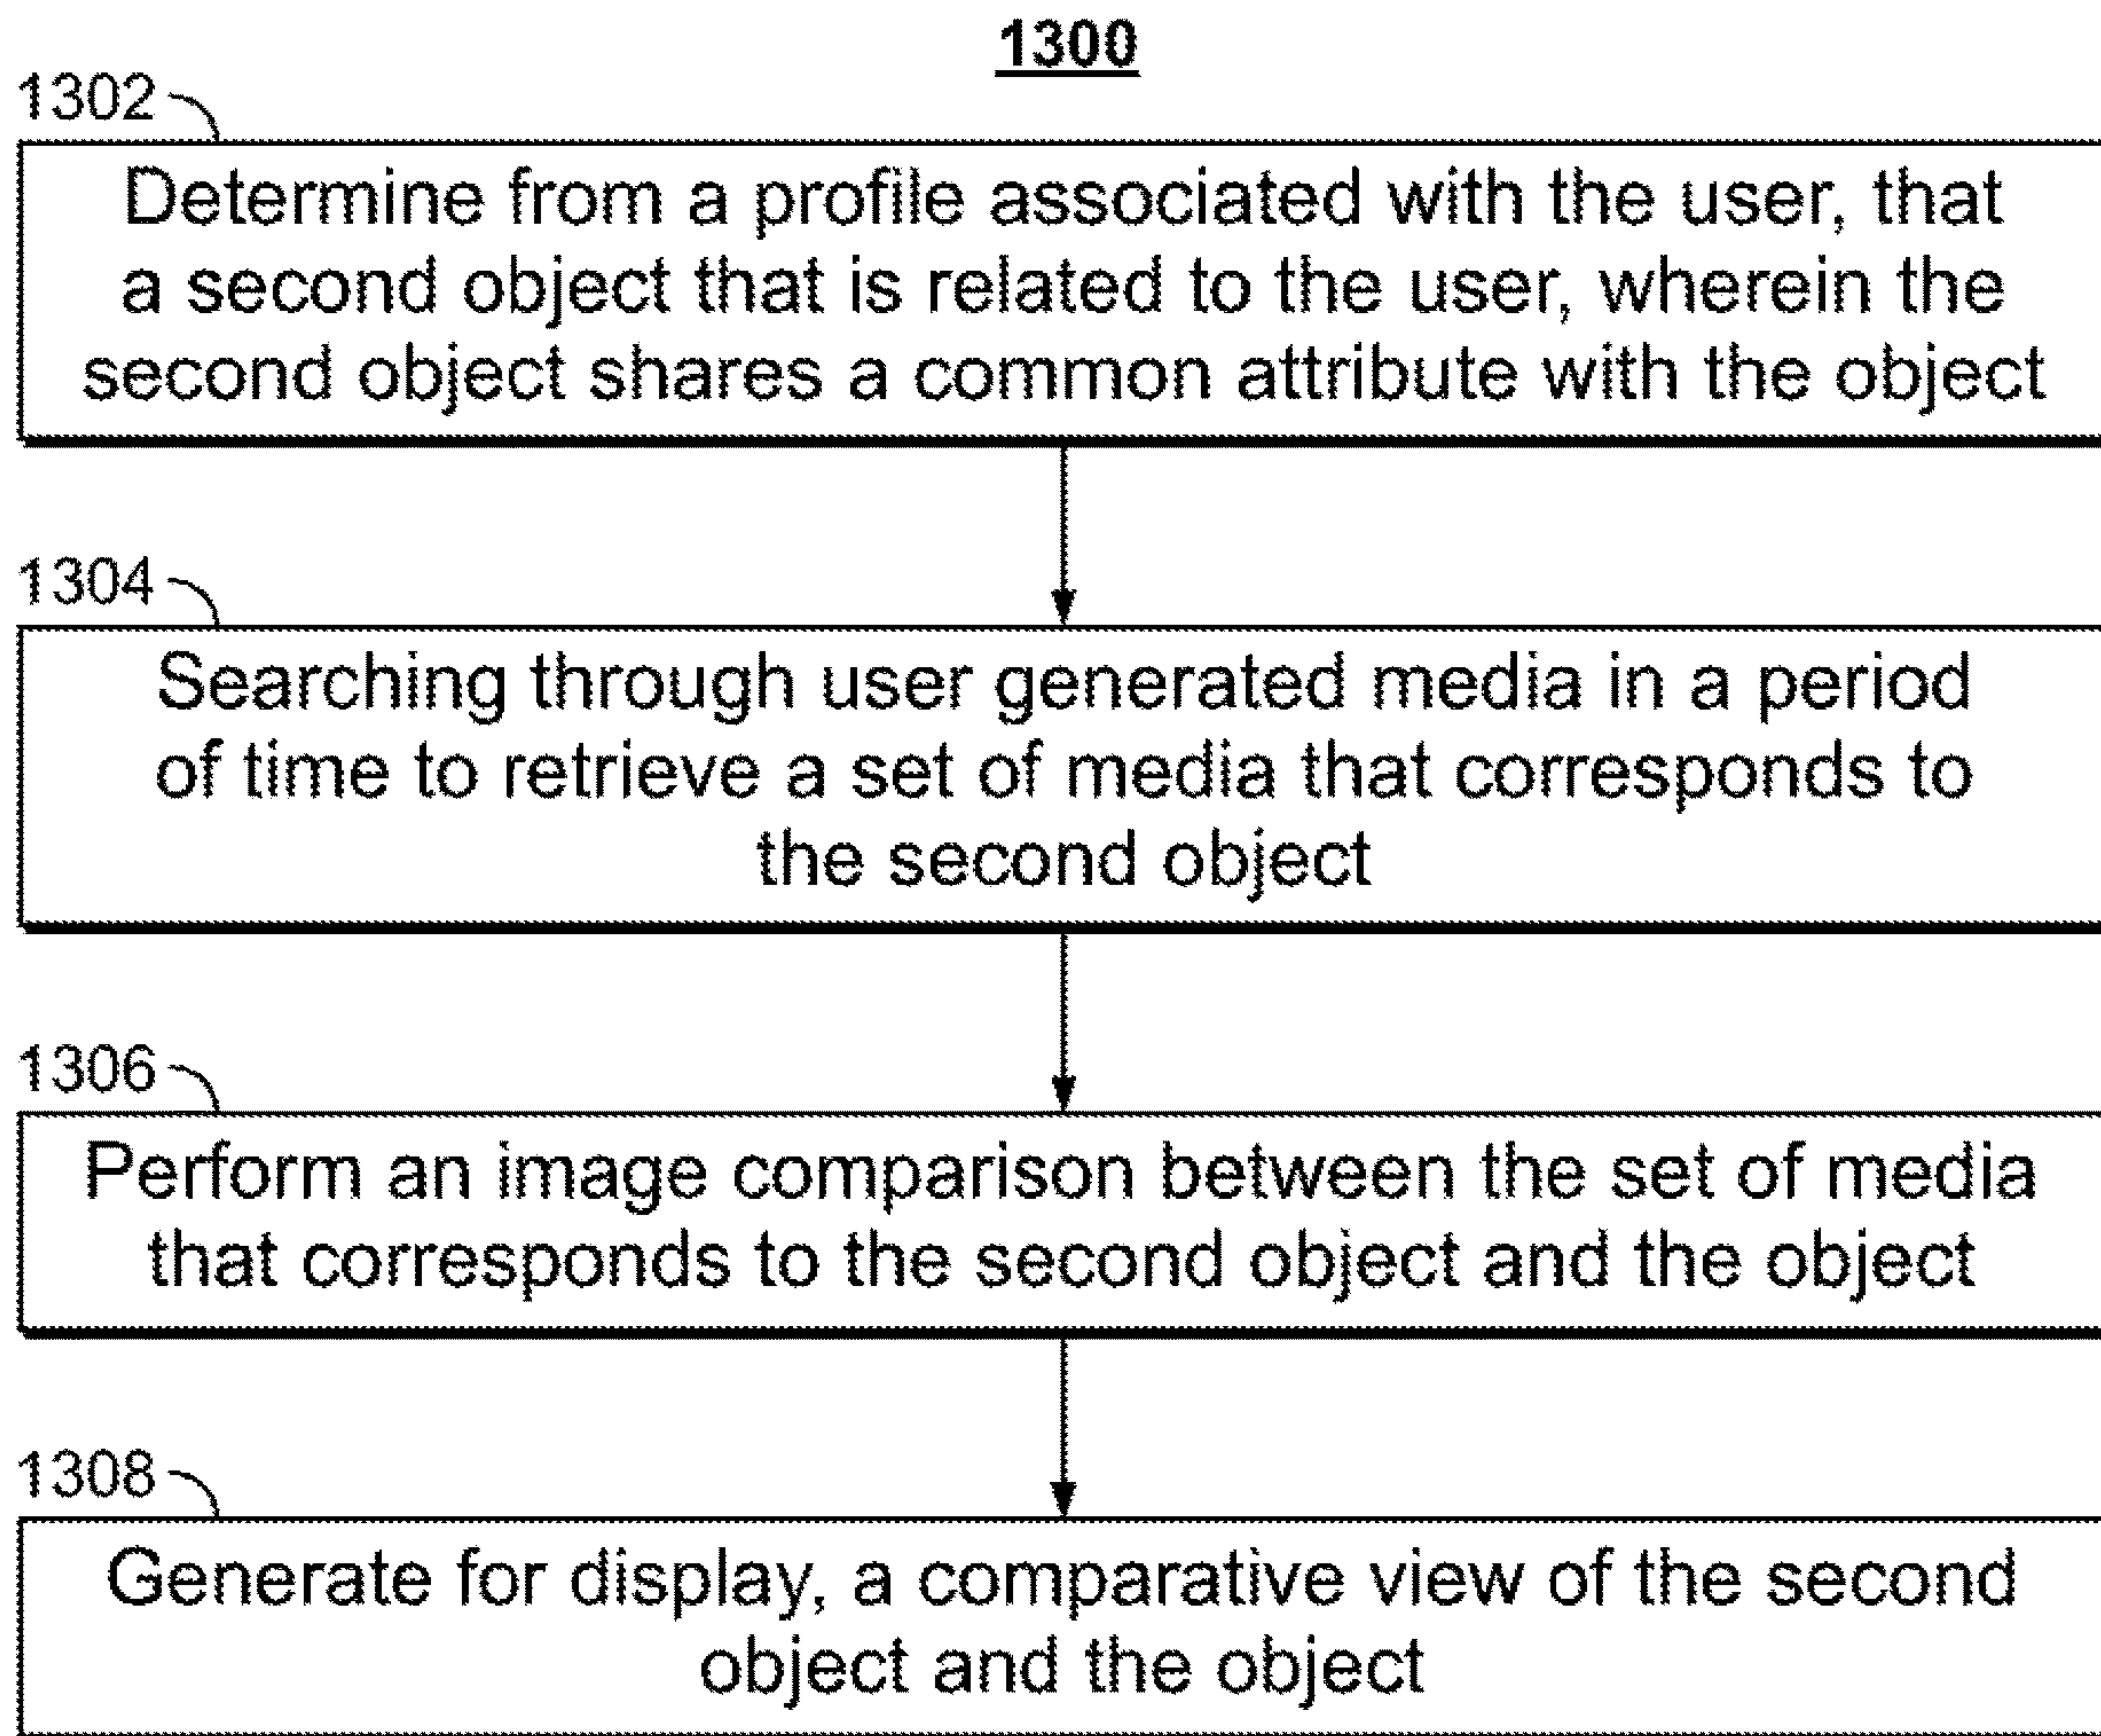 1300
1302
Determine from a profile associated with the user, that
a second object that is related to the user, wherein the
second object shares a common attribute with the object
1304
Searching through user generated media in a period
of time to retrieve a set of media that corresponds to
the second object
1306
Perform an image comparison between the set of media
that corresponds to the second object and the object
1308
Generate for display, a comparative view of the second
object and the object